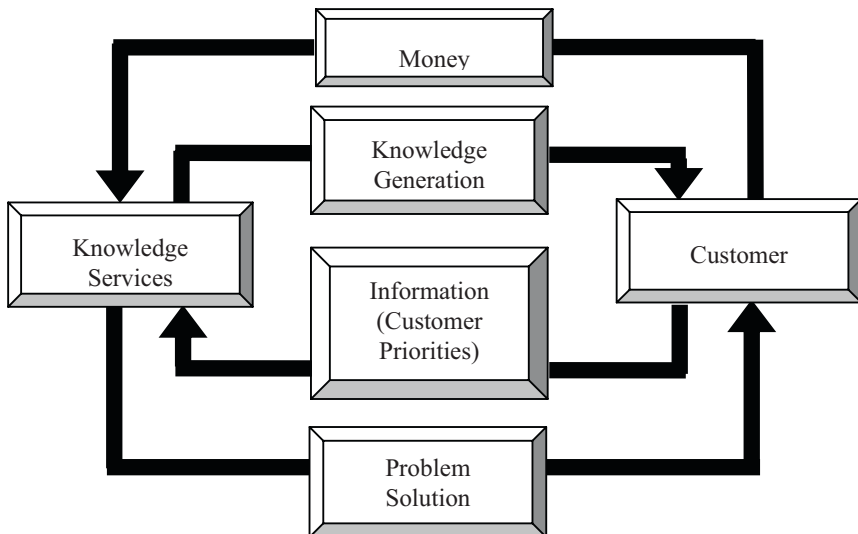 Money
Knowledge
Generation
Knowledge
Services
Customer
Information
(Customer
Priorities)
Problem
Solution